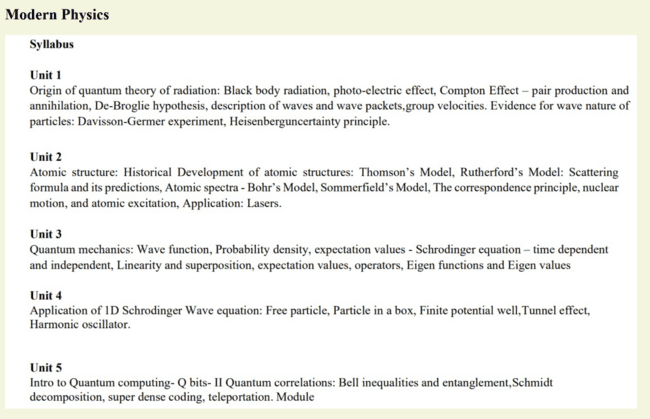 Modern Physics
Syllabus
Unit 1
Origin of quantum theory of radiation: Black body radiation, photo-electric effect, Compton Effect – pair production and
annihilation, De-Broglie hypothesis, description of waves and wave packets,group velocities. Evidence for wave nature of
particles: Davisson-Germer experiment, Heisenberguncertainty principle.
Unit 2
Atomic structure: Historical Development of atomic structures: Thomson's Model, Rutherford's Model: Scattering
formula and its predictions, Atomic spectra - Bohr's Model, Sommerfield's Model, The correspondence principle, nuclear
motion, and atomic excitation, Application: Lasers.
Unit 3
Quantum mechanics: Wave function, Probability density, expectation values - Schrodinger equation – time dependent
and independent, Linearity and superposition, expectation values, operators, Eigen functions and Eigen values
Unit 4
Application of 1D Schrodinger Wave equation: Free particle, Particle in a box, Finite potential well,Tunnel effect,
Harmonic oscillator.
Unit 5
Intro to Quantum computing- Q bits- II Quantum correlations: Bell inequalities and entanglement,Schmidt
decomposition, super dense coding, teleportation. Module